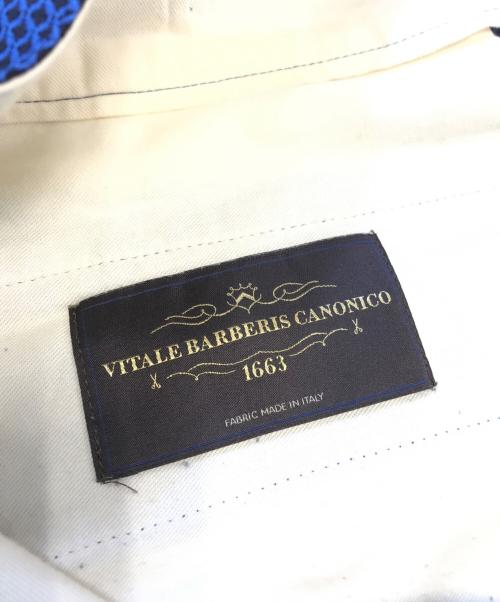 VITALE BARBERIS CANONICO
1663
FABRIC MADE IN ITALY